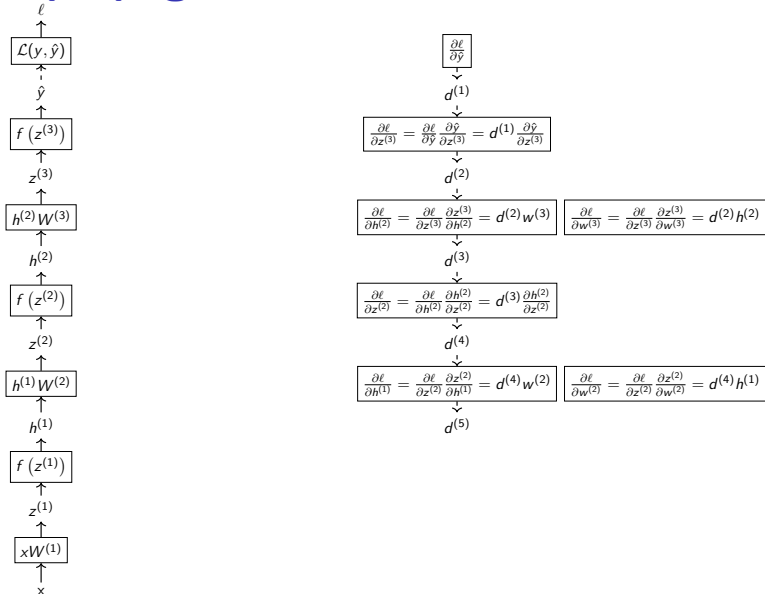 ℓ
ℒ(y, ŷ)
ŷ
f (z⁽³⁾)
z⁽³⁾
h⁽²⁾W⁽³⁾
h⁽²⁾
f (z⁽²⁾)
z⁽²⁾
h⁽¹⁾W⁽²⁾
h⁽¹⁾
f (z⁽¹⁾)
z⁽¹⁾
xW⁽¹⁾
x
∂ℓ/∂ŷ
d⁽¹⁾
∂ℓ/∂z⁽³⁾ = ∂ℓ/∂ŷ ∂ŷ/∂z⁽³⁾ = d⁽¹⁾ ∂ŷ/∂z⁽³⁾
d⁽²⁾
∂ℓ/∂h⁽²⁾ = ∂ℓ/∂z⁽³⁾ ∂z⁽³⁾/∂h⁽²⁾ = d⁽²⁾w⁽³⁾
∂ℓ/∂w⁽³⁾ = ∂ℓ/∂z⁽³⁾ ∂z⁽³⁾/∂w⁽³⁾ = d⁽²⁾h⁽²⁾
d⁽³⁾
∂ℓ/∂z⁽²⁾ = ∂ℓ/∂h⁽²⁾ ∂h⁽²⁾/∂z⁽²⁾ = d⁽³⁾ ∂h⁽²⁾/∂z⁽²⁾
d⁽⁴⁾
∂ℓ/∂h⁽¹⁾ = ∂ℓ/∂z⁽²⁾ ∂z⁽²⁾/∂h⁽¹⁾ = d⁽⁴⁾w⁽²⁾
∂ℓ/∂w⁽²⁾ = ∂ℓ/∂z⁽²⁾ ∂z⁽²⁾/∂w⁽²⁾ = d⁽⁴⁾h⁽¹⁾
d⁽⁵⁾